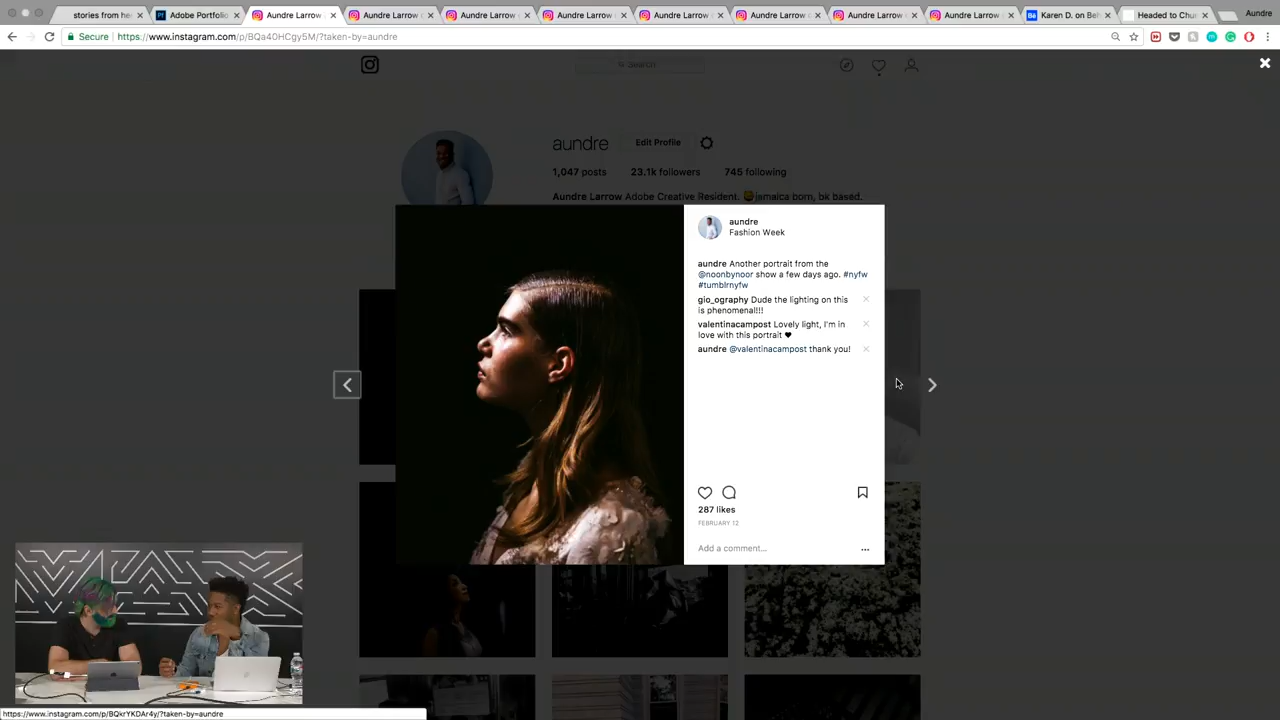 stories from her
Adobe Portfolio
Aundre Larrow
Aundre Larrow
Aundre Larrow
Aundre Larrow
Aundre Larrow
Aundre Larrow
Aundre Larrow
Aundre Larrow
Karen D. on Beh
Headed to Chu
Aundre
Secure
https://www.instagram.com/p/BQa40HCgy5M/?taken-by=aundre
Search
aundre
Edit Profile
1,047 posts
23.1k followers
745 following
Aundre Larrow Adobe Creative Resident. jamaica born, bk based.
aundre
Fashion Week
aundre Another portrait from the
@noonbynoor show a few days ago. #nyfw
#tumblrnyfw
gio_ography Dude the lighting on this
is phenomenal!!!
valentinacampost Lovely light, I'm in
love with this portrait ♥
aundre @valentinacampost thank you!
287 likes
FEBRUARY 12
Add a comment...
https://www.instagram.com/p/BQkrYKDAr4y/?taken-by=aundre